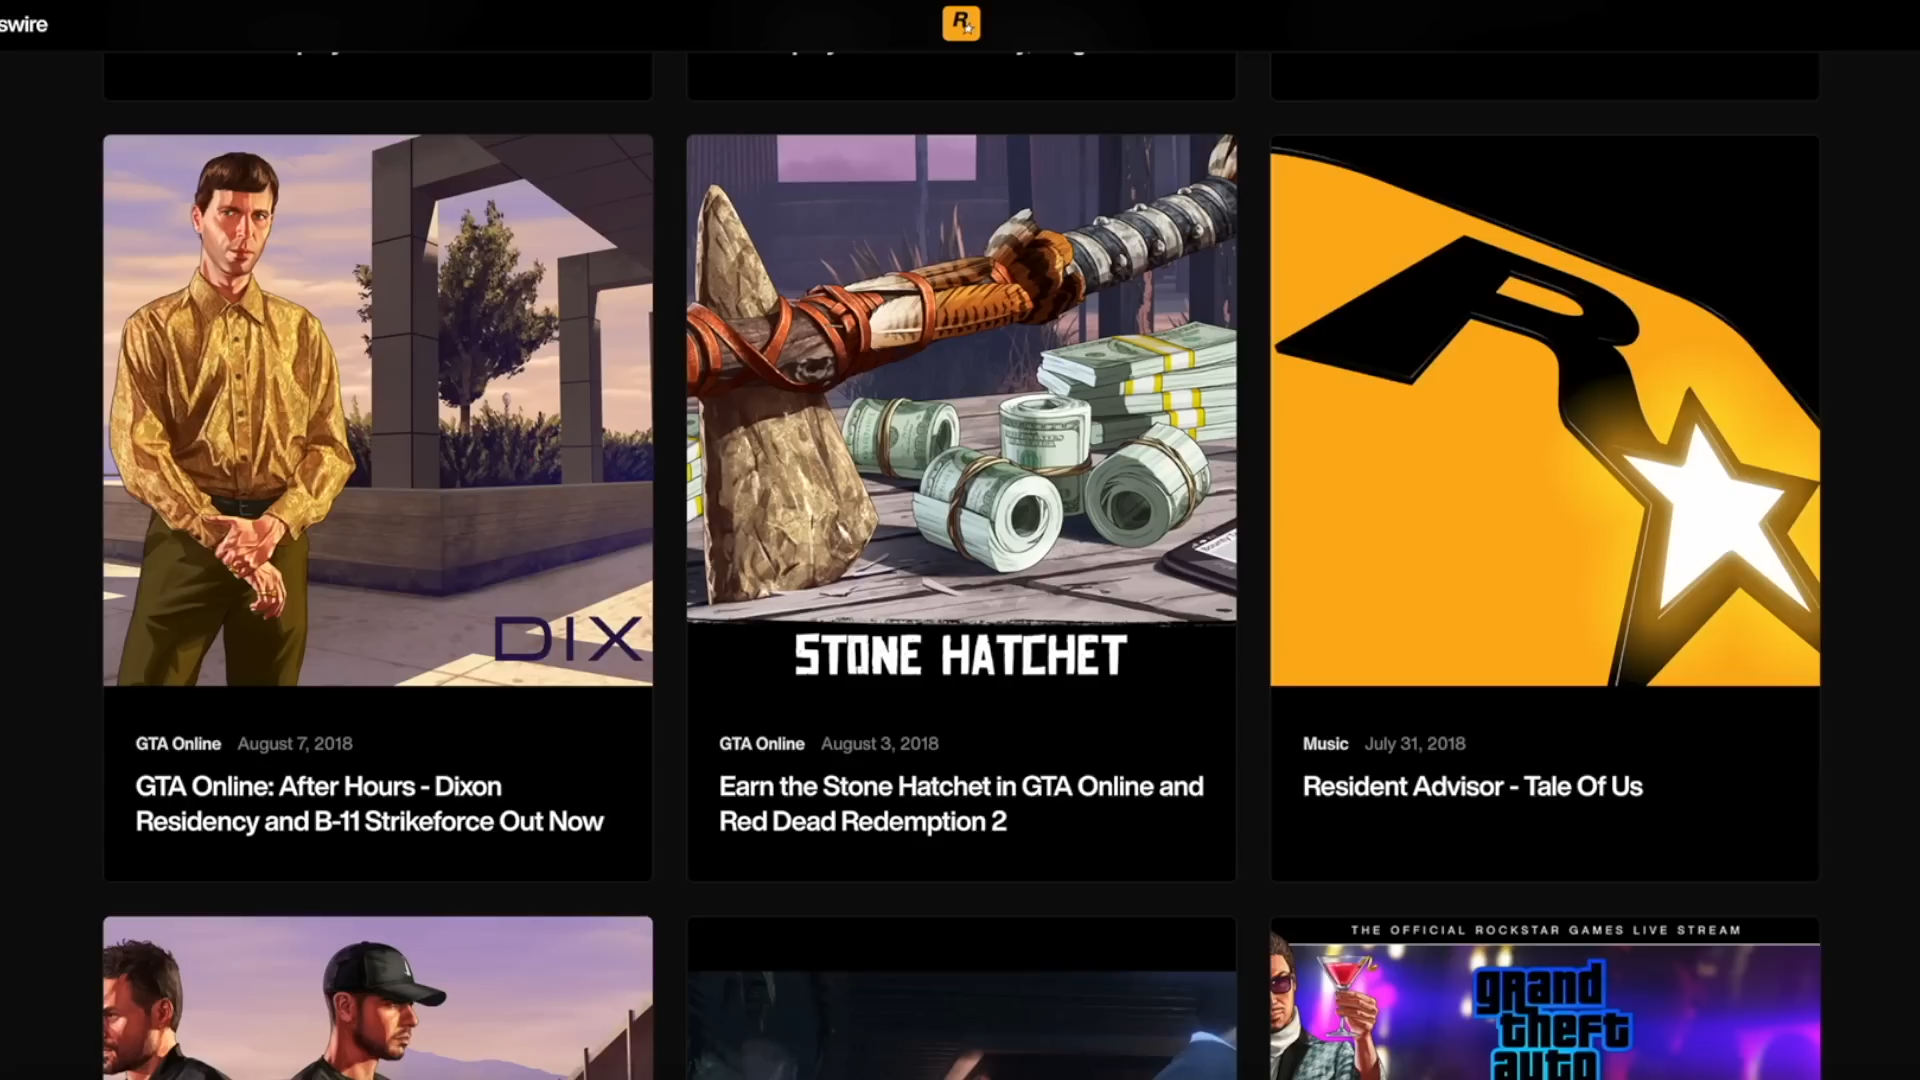 swire
DIX
STONE HATCHET
GTA Online August 7, 2018
GTA Online: After Hours - Dixon
Residency and B-11 Strikeforce Out Now
GTA Online August 3, 2018
Earn the Stone Hatchet in GTA Online and
Red Dead Redemption 2
Music July 31, 2018
Resident Advisor - Tale Of Us
THE OFFICIAL ROCKSTAR GAMES LIVE STREAM
grand
theft
auto